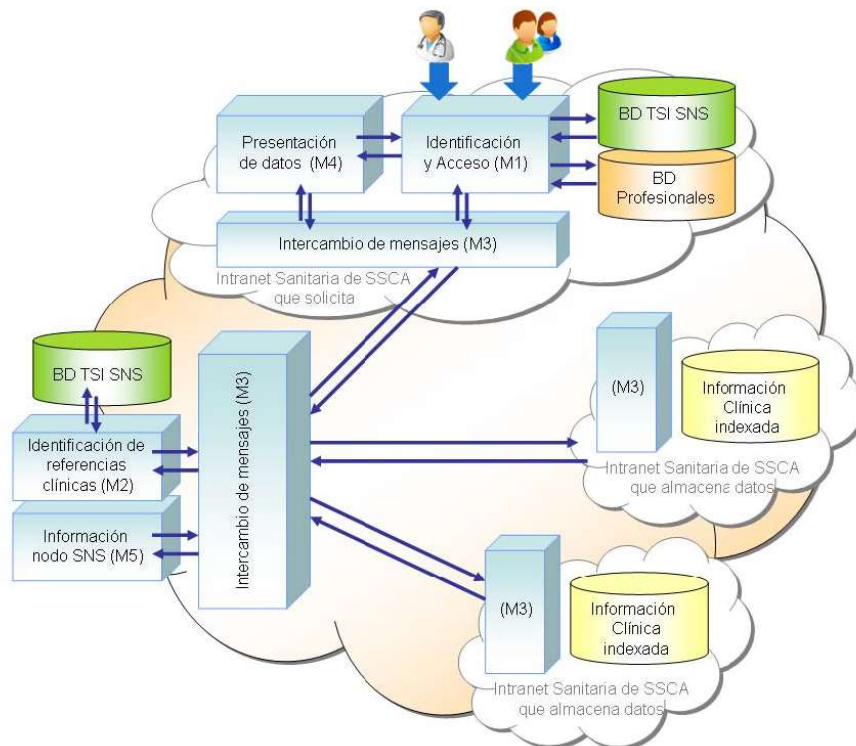 BD TSI SNS
Presentación
de datos (M4)
Identificación
y Acceso (M1)
BD
Profesionales
Intercambio de mensajes (M3)
Intranet Sanitaria de SSCA
que solicita
BD TSI SNS
Identificación de
referencias
clínicas (M2)
Información
nodo SNS (M5)
Intercambio de mensajes (M3)
(M3)
Información
Clínica
indexada
Intranet Sanitaria de SSCA
que almacena datos
(M3)
Información
Clínica
indexada
Intranet Sanitaria de SSCA
que almacena datos